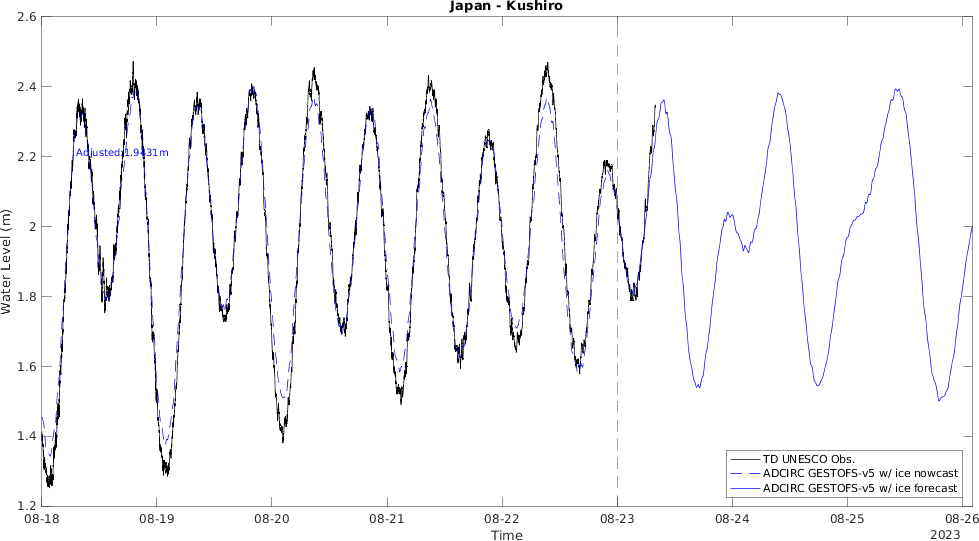 Japan - Kushiro
Water Level (m)
2.6
2.4
2.2
2
1.8
1.6
1.4
1.2
Adjusted:1.9431m
TD UNESCO Obs.
ADCIRC GESTOFS-v5 w/ ice nowcast
ADCIRC GESTOFS-v5 w/ ice forecast
08-18 08-19 08-20 08-21 08-22 08-23 08-24 08-25 08-26
Time
2023